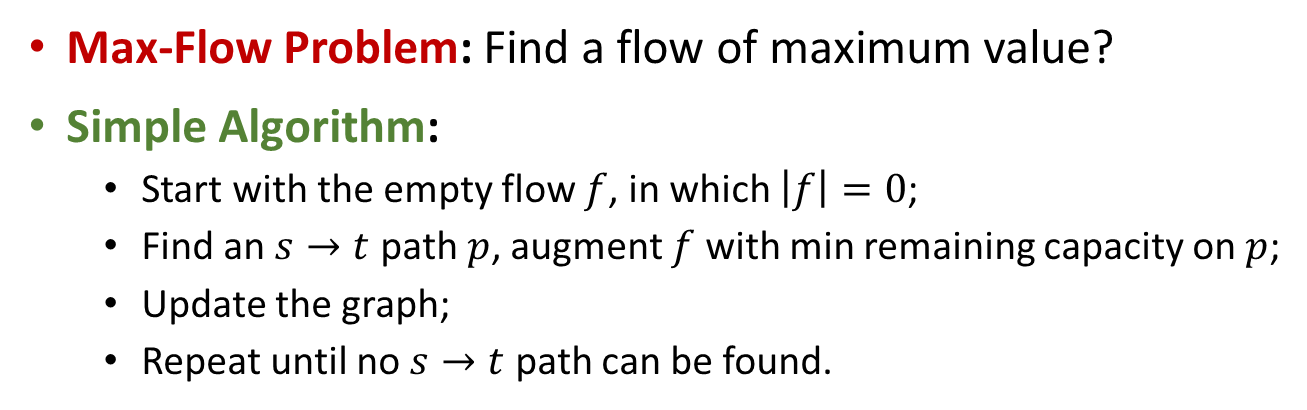 • Max-Flow Problem: Find a flow of maximum value?
• Simple Algorithm:
• Start with the empty flow 𝑓, in which |𝑓| = 0;
• Find an 𝑠 → 𝑡 path 𝑝, augment 𝑓 with min remaining capacity on 𝑝;
• Update the graph;
• Repeat until no 𝑠 → 𝑡 path can be found.